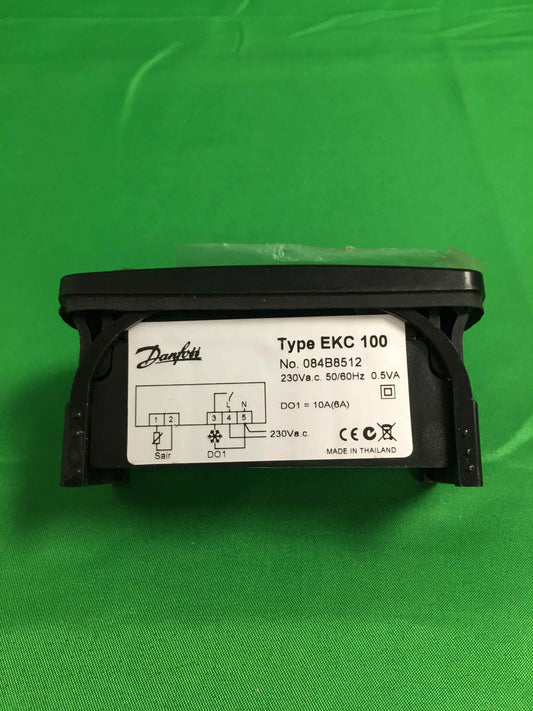 Danfoss
Type EKC 100
No. 084B8512
230Va.c. 50/60Hz 0.5VA
DO1 = 10A(6A)
L N
1 2 3 4 5
230Va.c.
Sair DO1
CE
MADE IN THAILAND